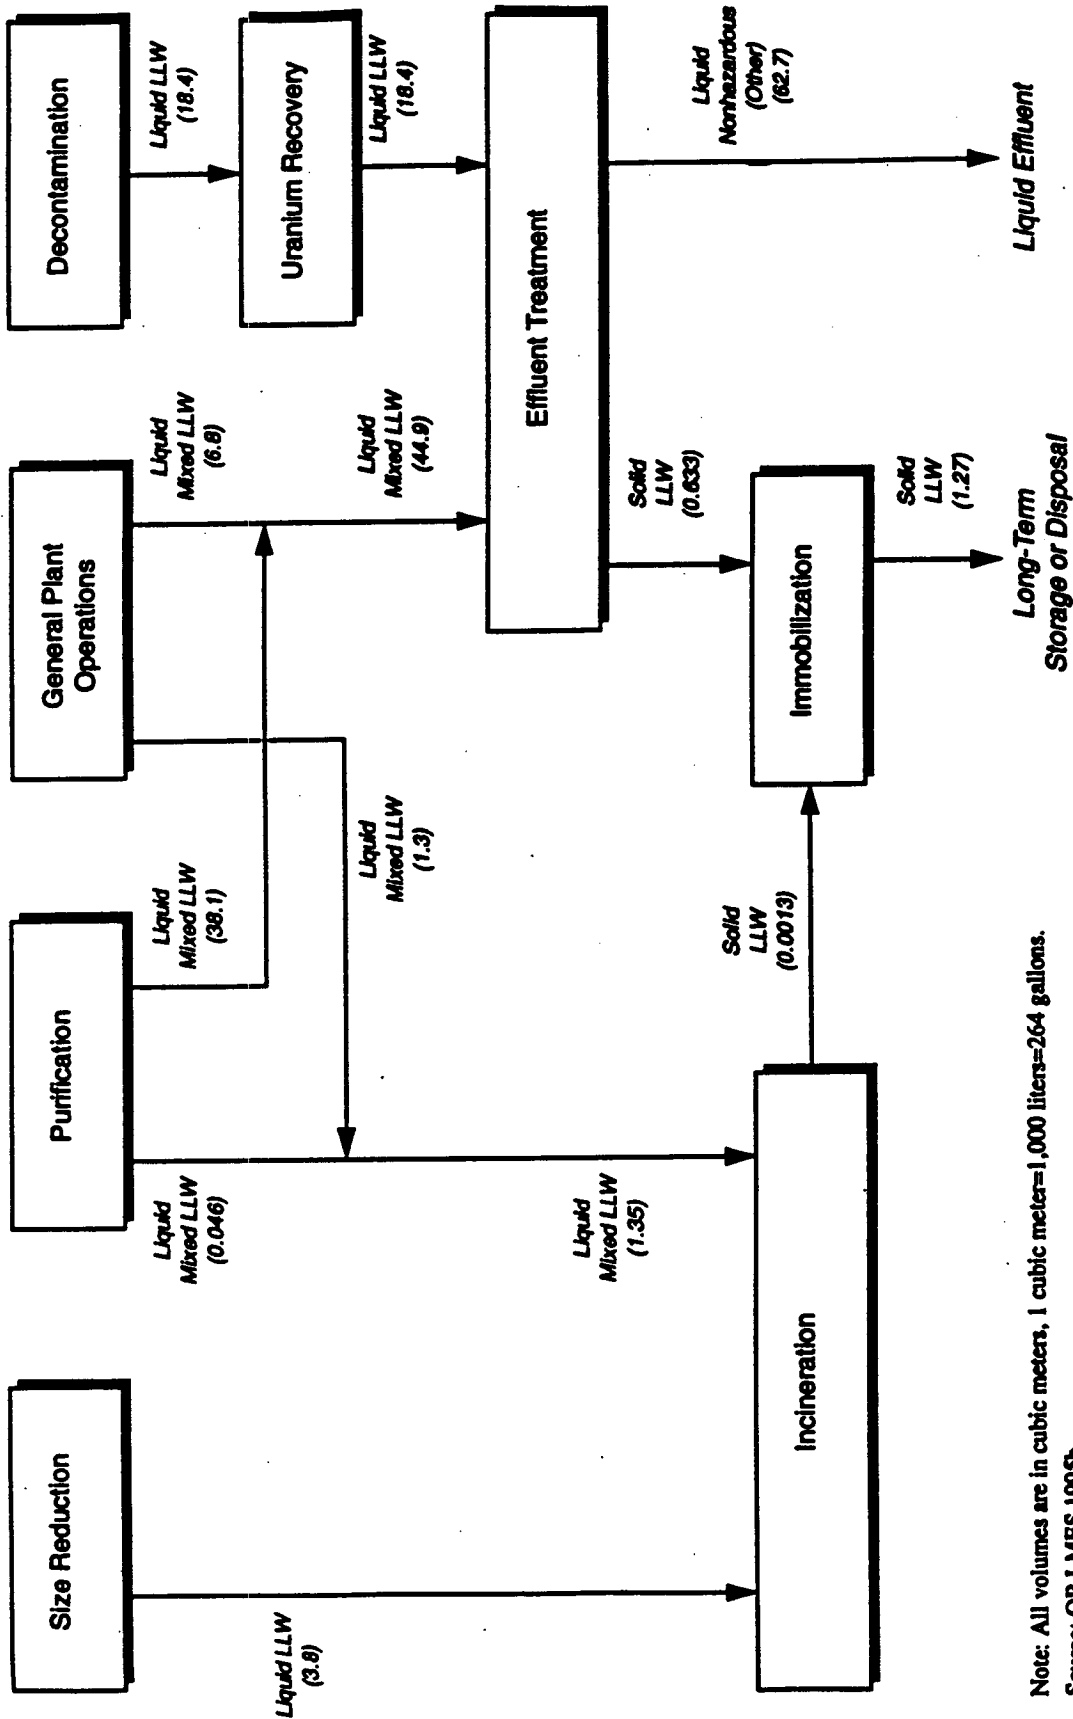 Size Reduction
Purification
General Plant
Operations
Decontamination
Liquid LLW
(3.8)
Liquid
Mixed LLW
(0.046)
Liquid
Mixed LLW
(38.1)
Liquid
Mixed LLW
(6.8)
Liquid LLW
(18.4)
Uranium Recovery
Liquid
Mixed LLW
(1.3)
Liquid
Mixed LLW
(44.9)
Liquid LLW
(18.4)
Effluent Treatment
Liquid
Mixed LLW
(1.35)
Solid
LLW
(0.633)
Liquid
Nonhazardous
(Other)
(62.7)
Solid
LLW
(0.0013)
Incineration
Immobilization
Solid
LLW
(1.27)
Long-Term
Storage or Disposal
Liquid Effluent
Note: All volumes are in cubic meters, 1 cubic meter=1,000 liters=264 gallons.